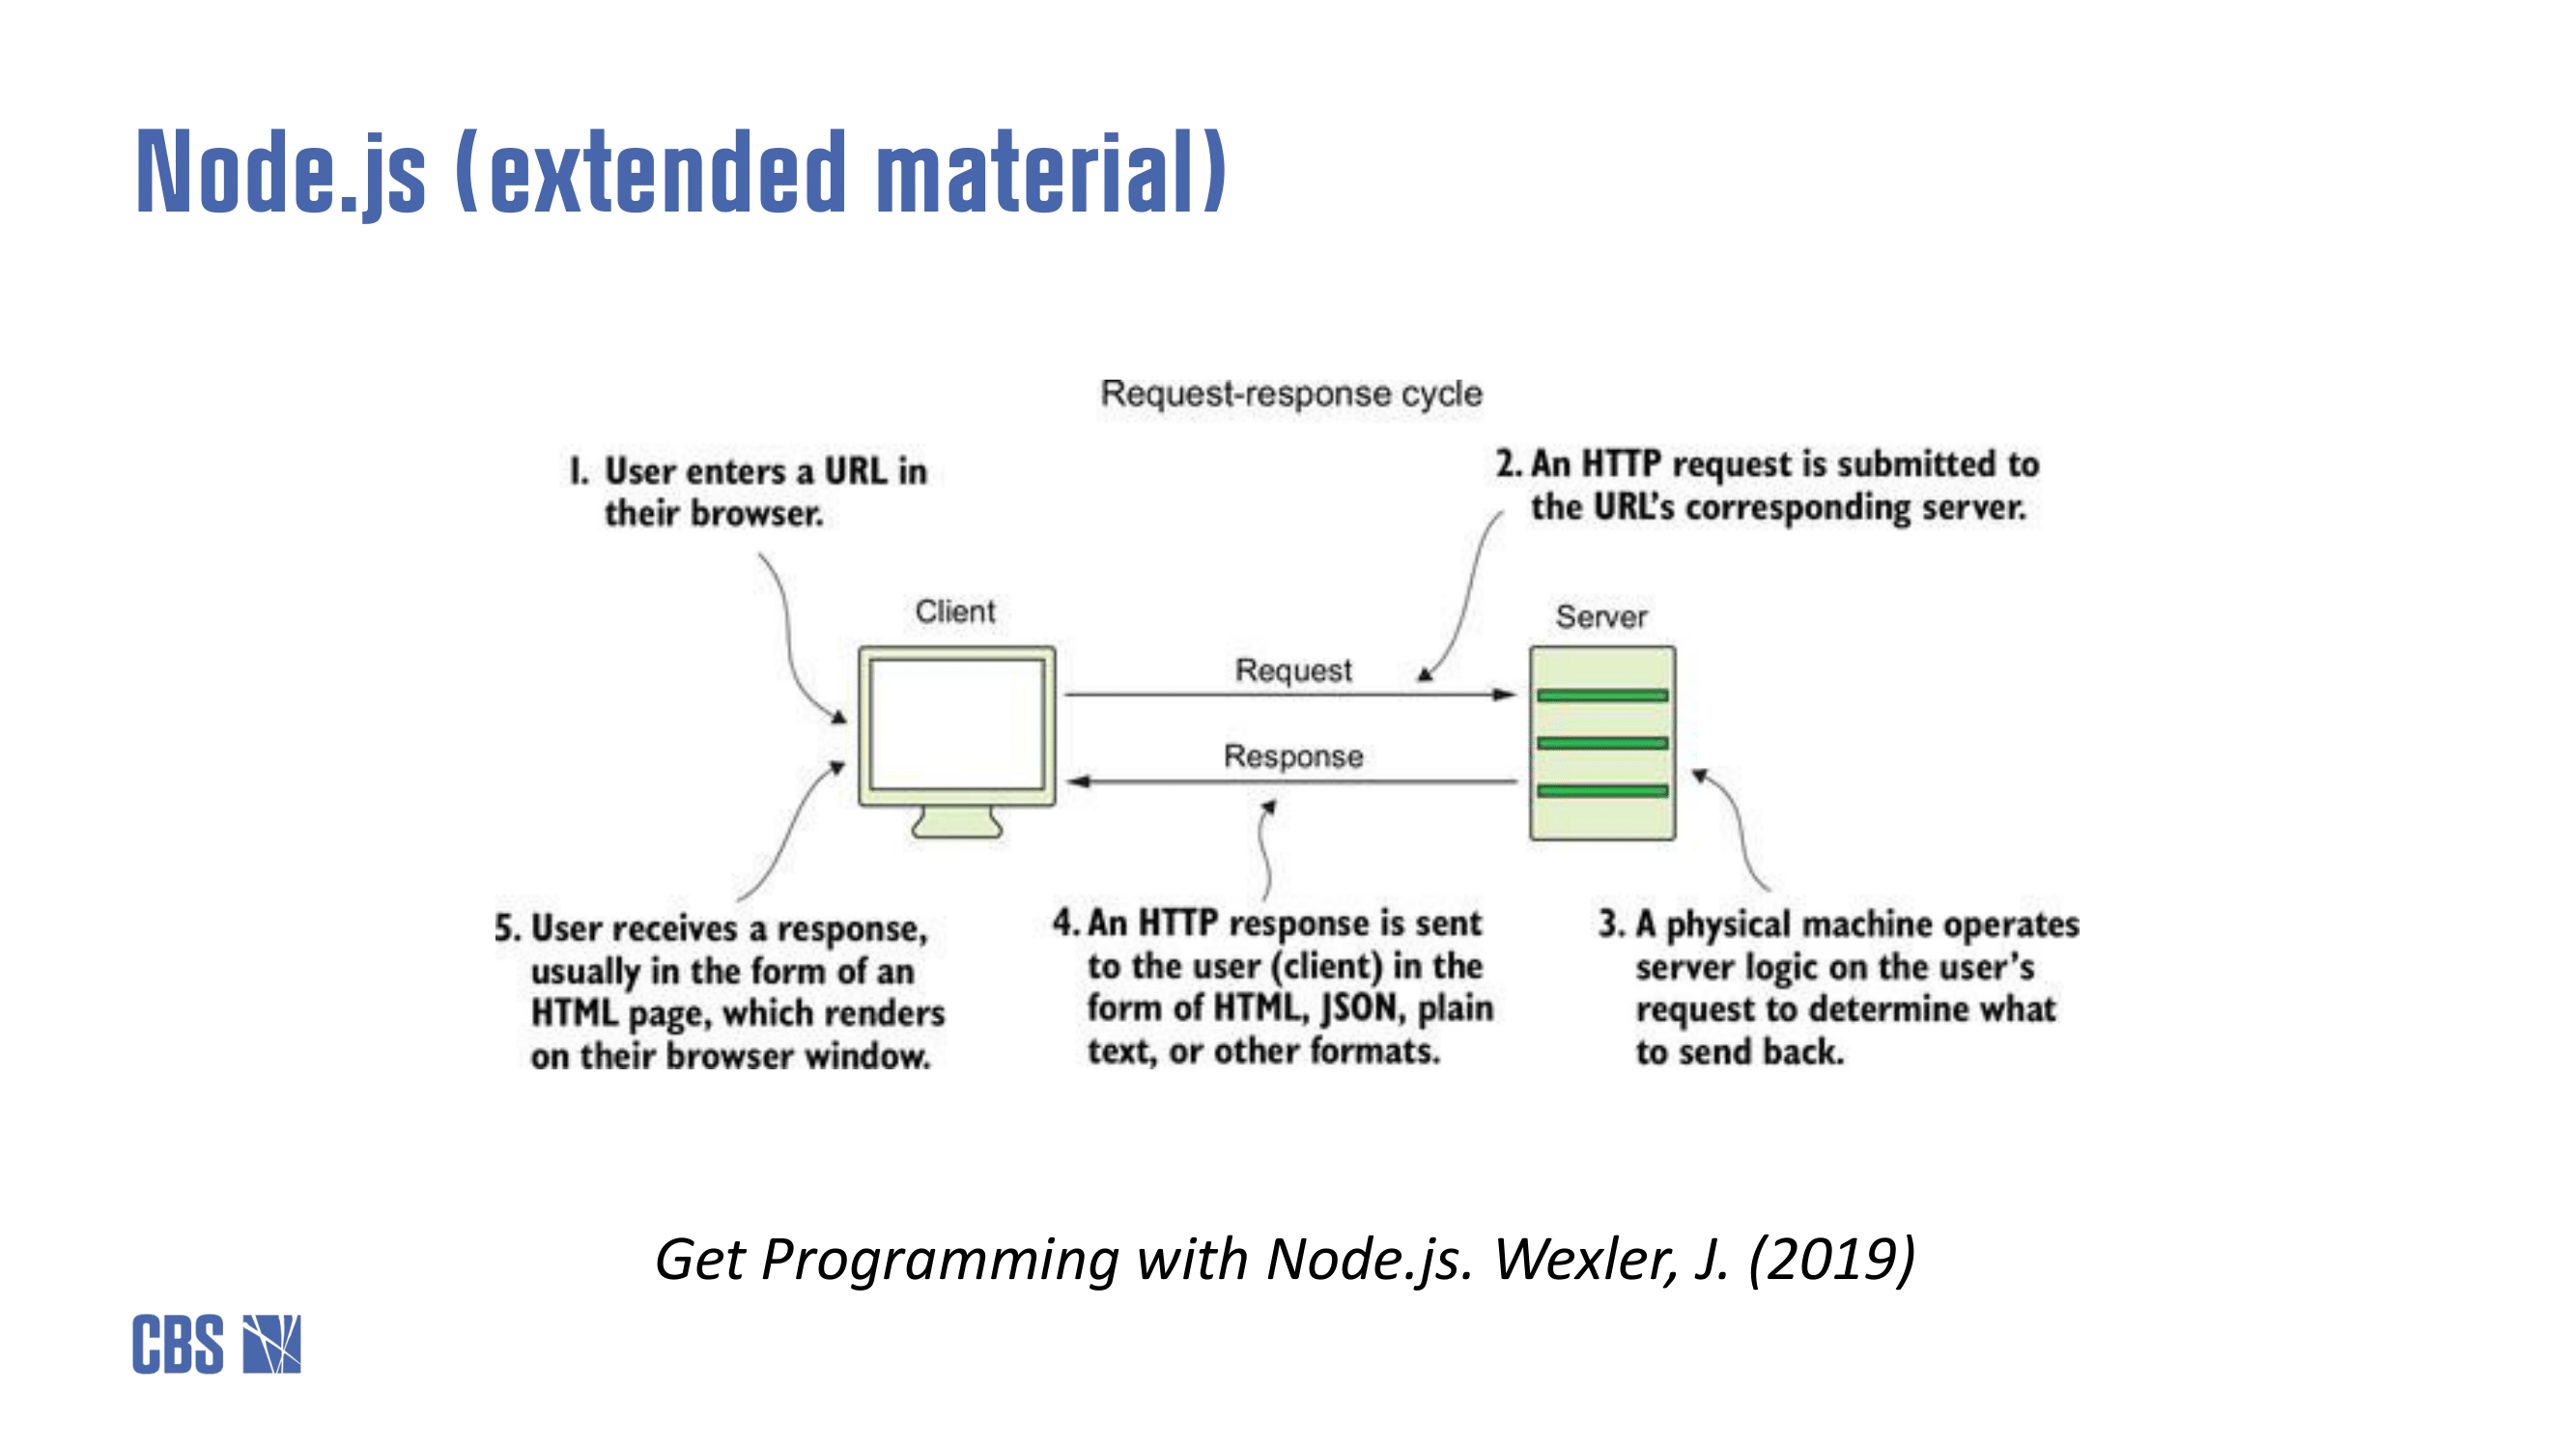 Node.js (extended material)
Request-response cycle
1. User enters a URL in
their browser.
2. An HTTP request is submitted to
the URL's corresponding server.
Client
Server
Request
Response
5. User receives a response,
usually in the form of an
HTML page, which renders
on their browser window.
4. An HTTP response is sent
to the user (client) in the
form of HTML, JSON, plain
text, or other formats.
3. A physical machine operates
server logic on the user's
request to determine what
to send back.
Get Programming with Node.js. Wexler, J. (2019)
CBS